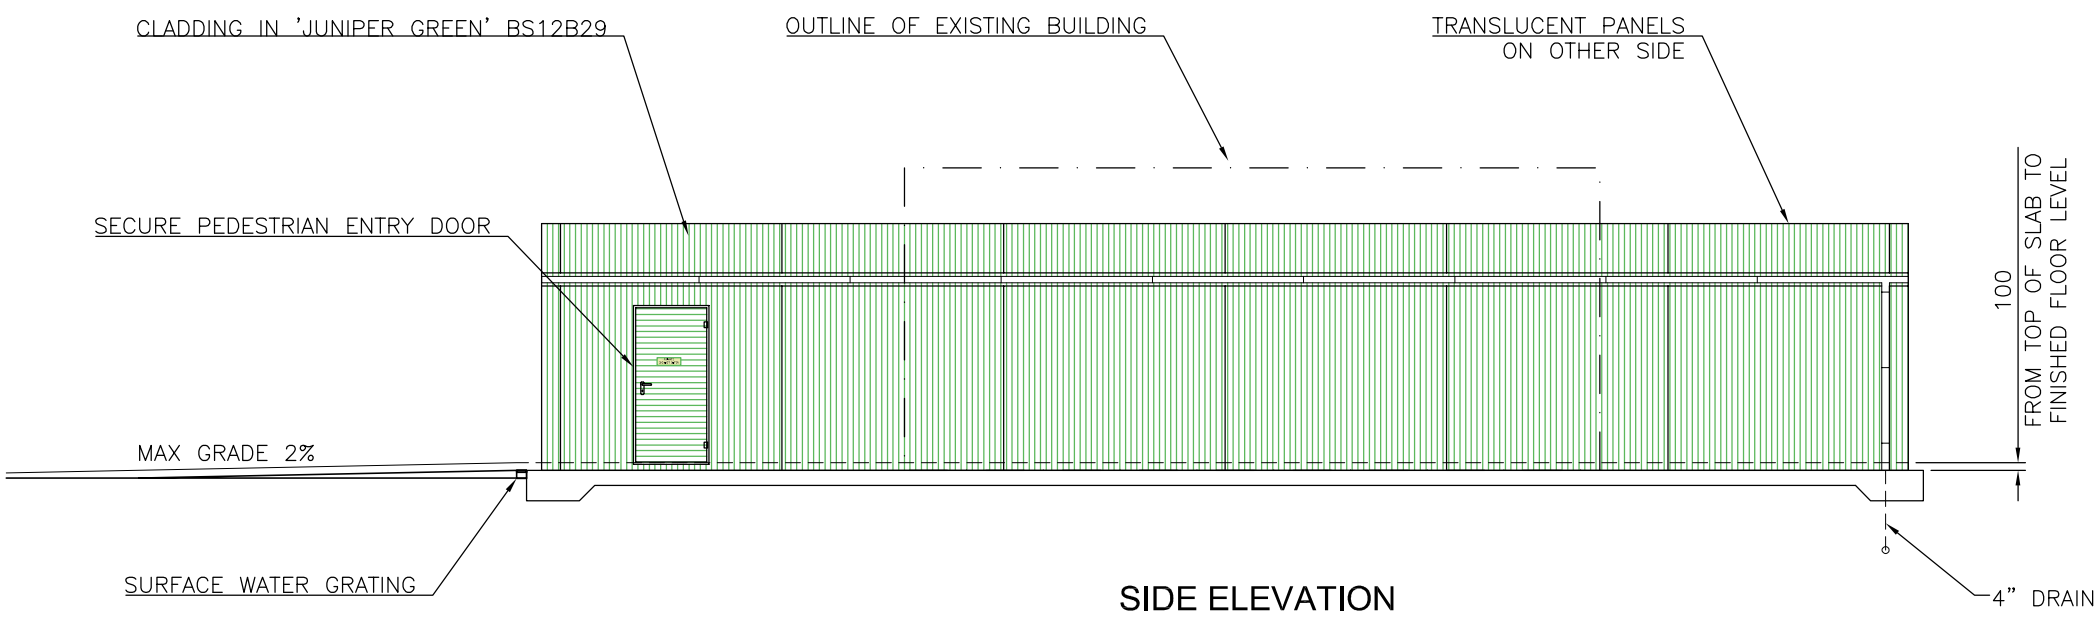 CLADDING IN 'JUNIPER GREEN' BS12B29
OUTLINE OF EXISTING BUILDING
TRANSLUCENT PANELS
ON OTHER SIDE
SECURE PEDESTRIAN ENTRY DOOR
100
FROM TOP OF SLAB TO
FINISHED FLOOR LEVEL
MAX GRADE 2%
SURFACE WATER GRATING
SIDE ELEVATION
4" DRAIN